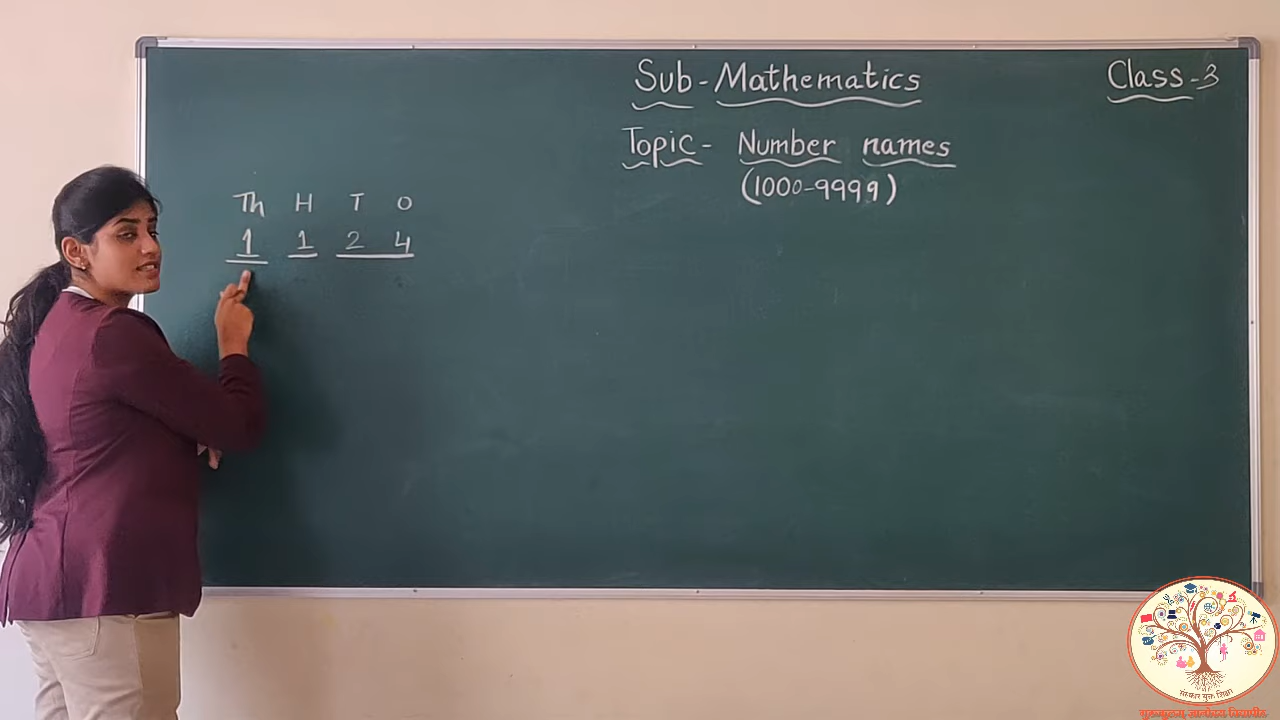 Sub-Mathematics
Class-3
Topic- Number names
(1000-9999)
Th H T O
1 1 2 4
संस्कार युक्त शिक्षा